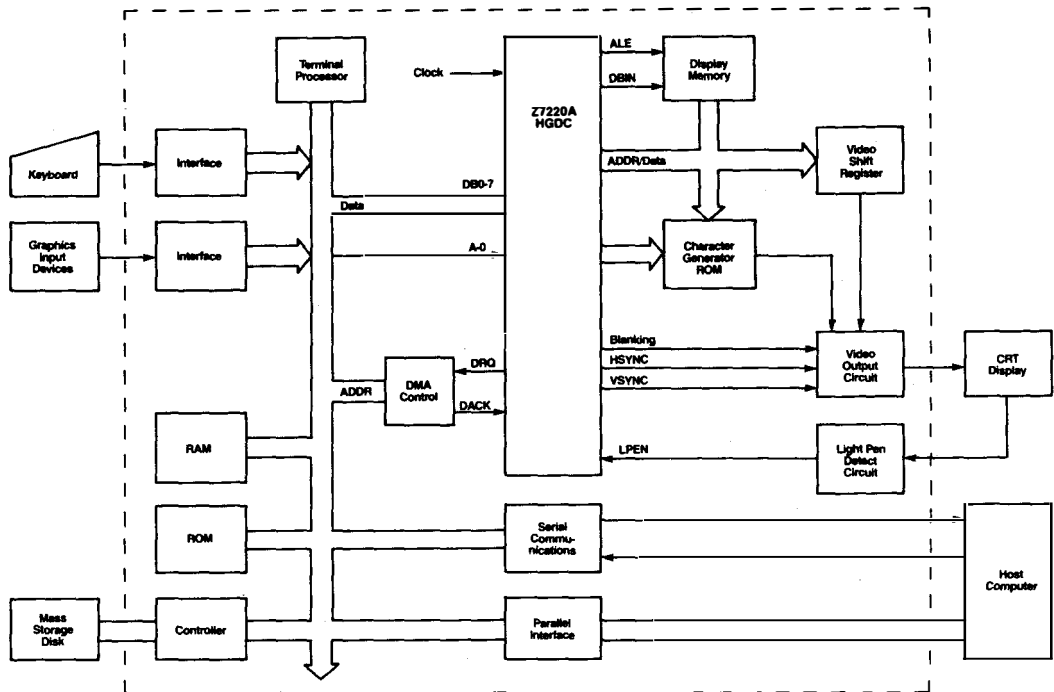 Terminal
Processor
Clock
Z7220A
HGDC
ALE
DBIN
Display
Memory
Keyboard
Interface
ADDR/Data
Video
Shift
Register
DB0-7
Data
Graphics
Input
Devices
Interface
A-0
Character
Generator
ROM
Blanking
HSYNC
VSYNC
Video
Output
Circuit
CRT
Display
DRQ
ADDR
DMA
Control
DACK
RAM
LPEN
Light Pen
Detect
Circuit
ROM
Serial
Commu-
nications
Host
Computer
Mass
Storage
Disk
Controller
Parallel
Interface